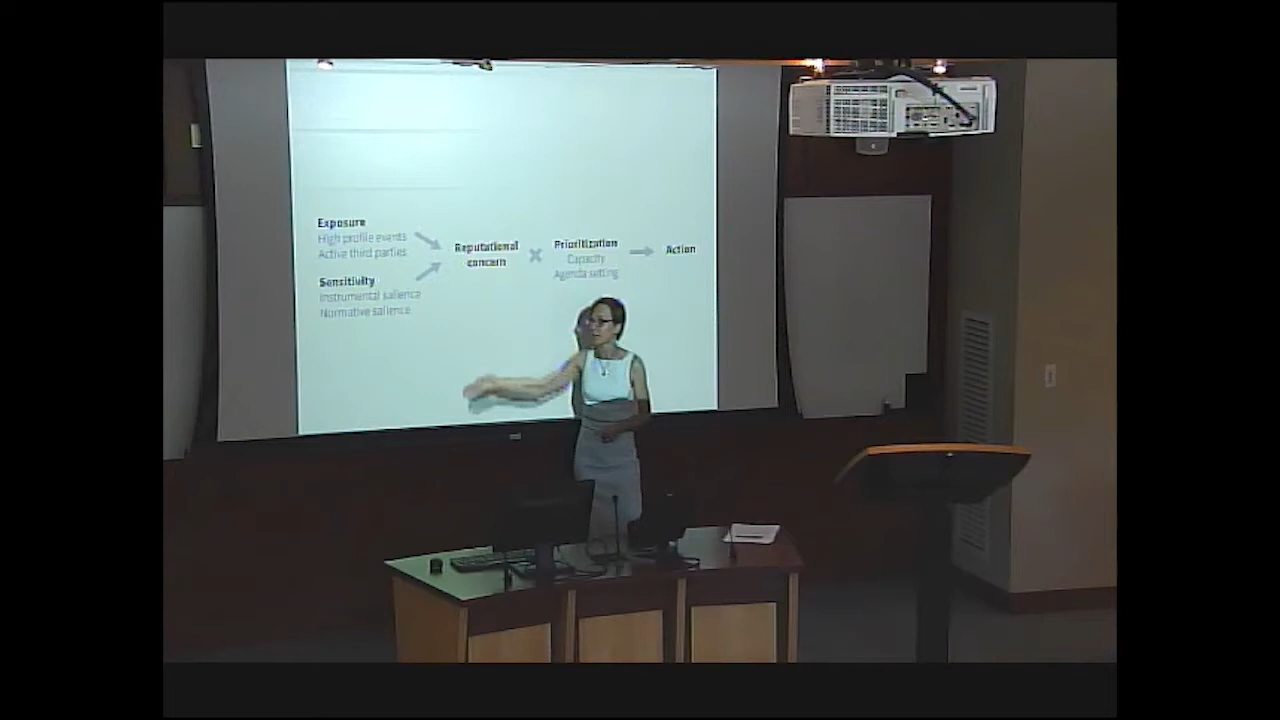 Exposure
High profile events
Active third parties
Sensitivity
Instrumental salience
Normative salience
Reputational
concern
Prioritization
Capacity
Agenda setting
Action